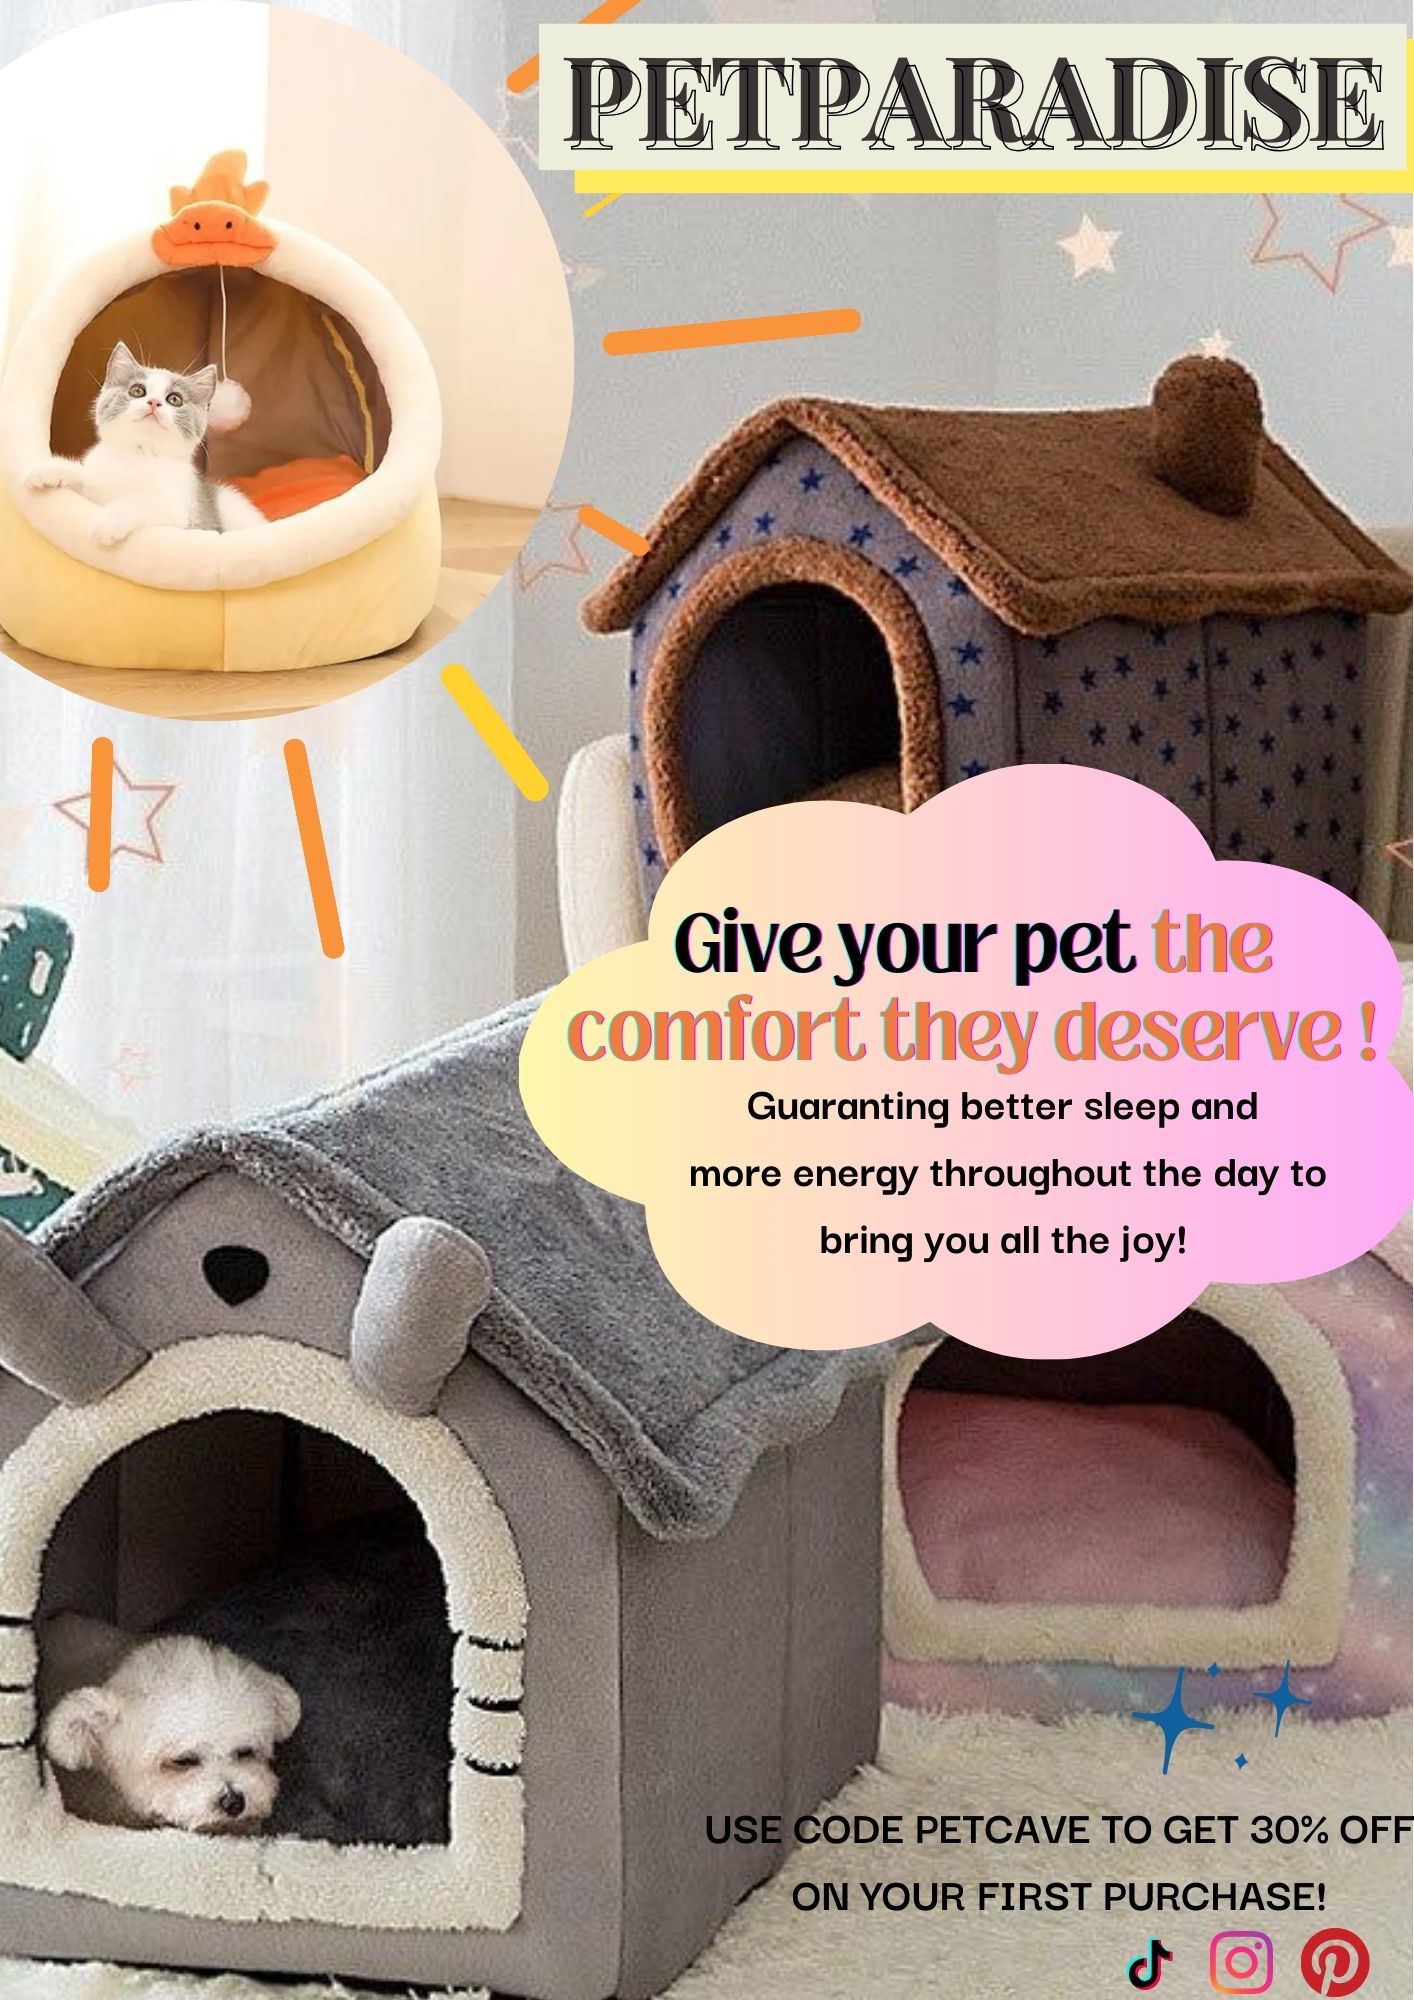 PETPARADISE
Give your pet the
comfort they deserve !
Guaranting better sleep and
more energy throughout the day to
bring you all the joy!
USE CODE PETCAVE TO GET 30% OFF
ON YOUR FIRST PURCHASE!